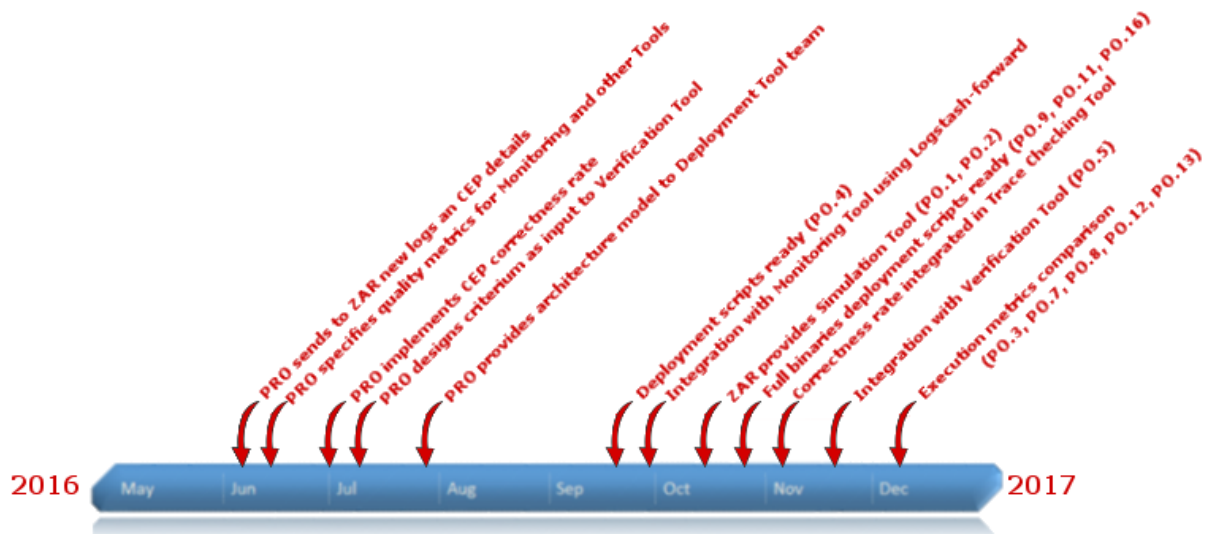 PRO sends to ZAR new logs an CEP details
PRO specifies quality metrics for Monitoring and other Tools
PRO implements CEP correctness rate
PRO designs criterium as input to Verification Tool
PRO provides architecture model to Deployment Tool team
Deployment scripts ready (PO.4)
Integration with Monitoring Tool using Logstash-forward
ZAR provides Simulation Tool (PO.1, PO.2)
Full binaries deployment scripts ready (PO.9, PO.11, PO.16)
Correctness rate integrated in Trace Checking Tool
Integration with Verification Tool (PO.5)
Execution metrics comparison
(PO.3, PO.7, PO.8, PO.12, PO.13)
2016 May Jun Jul Aug Sep Oct Nov Dec 2017